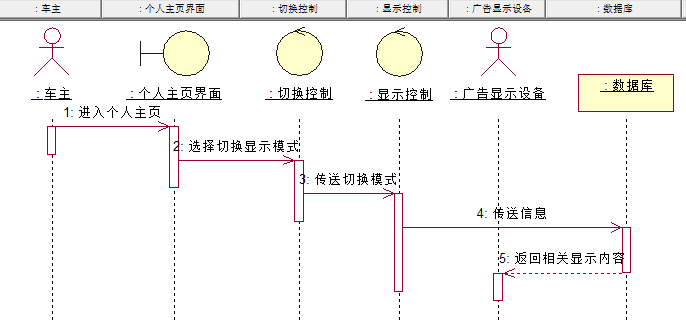 : 车主
: 个人主页界面
: 切换控制
: 显示控制
: 广告显示设备
: 数据库
: 车主
: 个人主页界面
: 切换控制
: 显示控制
: 广告显示设备
: 数据库
1: 进入个人主页
2: 选择切换显示模式
3: 传送切换模式
4: 传送信息
5: 返回相关显示内容